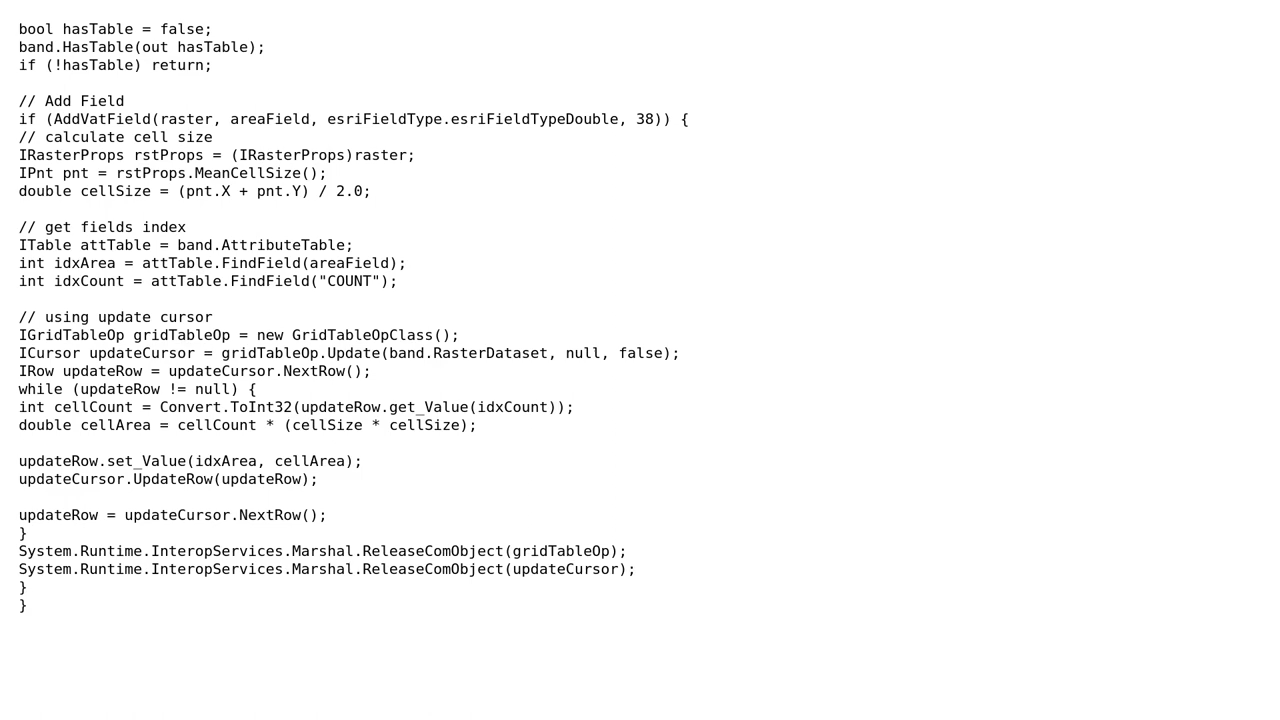 bool hasTable = false;
band.HasTable(out hasTable);
if (!hasTable) return;

// Add Field
if (AddVatField(raster, areaField, esriFieldType.esriFieldTypeDouble, 38)) {
// calculate cell size
IRasterProps rstProps = (IRasterProps)raster;
IPnt pnt = rstProps.MeanCellSize();
double cellSize = (pnt.X + pnt.Y) / 2.0;

// get fields index
ITable attTable = band.AttributeTable;
int idxArea = attTable.FindField(areaField);
int idxCount = attTable.FindField("COUNT");

// using update cursor
IGridTableOp gridTableOp = new GridTableOpClass();
ICursor updateCursor = gridTableOp.Update(band.RasterDataset, null, false);
IRow updateRow = updateCursor.NextRow();
while (updateRow != null) {
int cellCount = Convert.ToInt32(updateRow.get_Value(idxCount));
double cellArea = cellCount * (cellSize * cellSize);

updateRow.set_Value(idxArea, cellArea);
updateCursor.UpdateRow(updateRow);

updateRow = updateCursor.NextRow();
}
System.Runtime.InteropServices.Marshal.ReleaseComObject(gridTableOp);
System.Runtime.InteropServices.Marshal.ReleaseComObject(updateCursor);
}
}